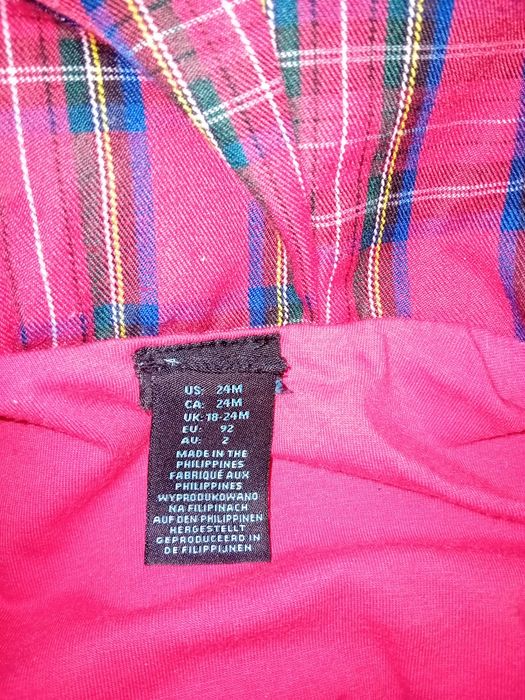 US: 24M
CA: 24M
UK: 18-24M
EU: 92
AU: 2
MADE IN THE
PHILIPPINES
FABRIQUÉ AUX
PHILIPPINES
WYPRODUKOWANO
NA FILIPINACH
AUF DEN PHILIPPINEN
HERGESTELLT
GEPRODUCEERD IN
DE FILIPPIJNEN